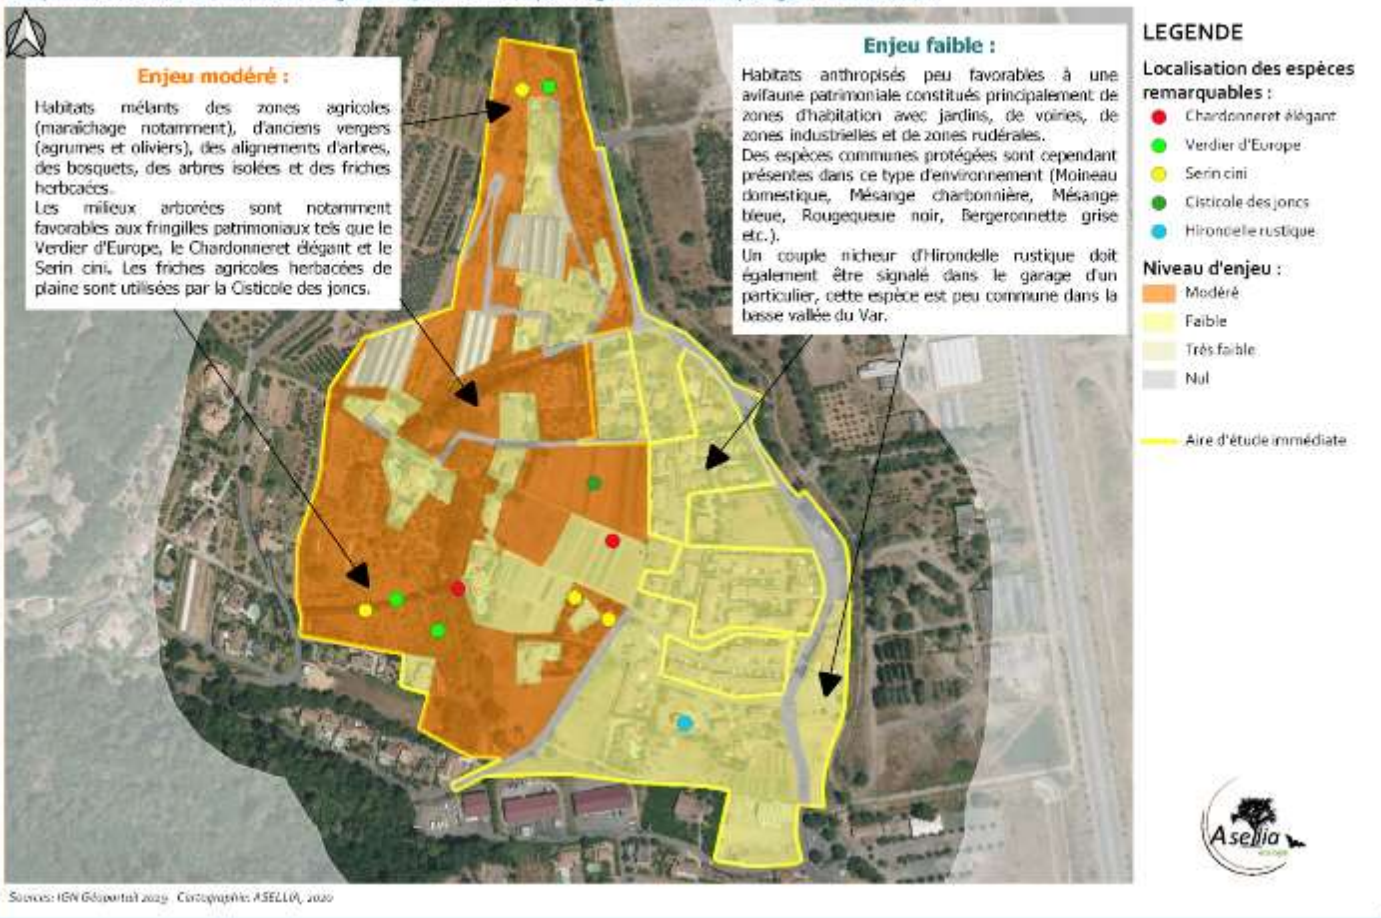 Enjeu modéré :
Habitats mélants des zones agricoles
(maraîchage notamment), d'anciens vergers
(agrumes et oliviers), des alignements d'arbres,
des bosquets, des arbres isolées et des friches
herbcaées.
Les milieux arborées sont notamment
favorables aux fringilles patrimoniaux tels que le
Verdier d'Europe, le Chardonneret élégant et le
Serin cini. Les friches agricoles herbacées de
plaine sont utilisées par la Cisticole des joncs.
Enjeu faible :
Habitats anthropisés peu favorables à une
avifaune patrimoniale constitués principalement de
zones d'habitation avec jardins, de voiries, de
zones industrielles et de zones rudérales.
Des espèces communes protégées sont cependant
présentes dans ce type d'environnement (Moineau
domestique, Mésange charbonnière, Mésange
bleue, Rougequeue noir, Bergeronnette grise
etc.).
Un couple nicheur d'Hirondelle rustique doit
également être signalé dans le garage d'un
particulier, cette espèce est peu commune dans la
basse vallée du Var.
LEGENDE
Localisation des espèces
remarquables :
Chardonneret élégant
Verdier d'Europe
Serin cini
Cisticole des joncs
Hirondelle rustique
Niveau d'enjeu :
Modéré
Faible
Très faible
Nul
Aire d'étude immédiate
Asellia
écologie
Sources: IGN Géoportail 2019 Cartographie: ASELLIA, 2020